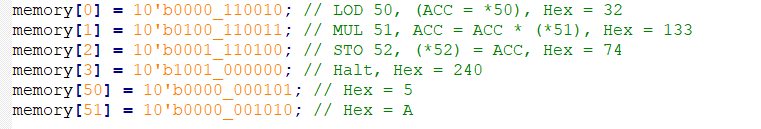 memory[0] = 10'b0000_110010; // LOD 50, (ACC = *50), Hex = 32
memory[1] = 10'b0100_110011; // MUL 51, ACC = ACC * (*51), Hex = 133
memory[2] = 10'b0001_110100; // STO 52, (*52) = ACC, Hex = 74
memory[3] = 10'b1001_000000; // Halt, Hex = 240
memory[50] = 10'b0000_000101; // Hex = 5
memory[51] = 10'b0000_001010; // Hex = A